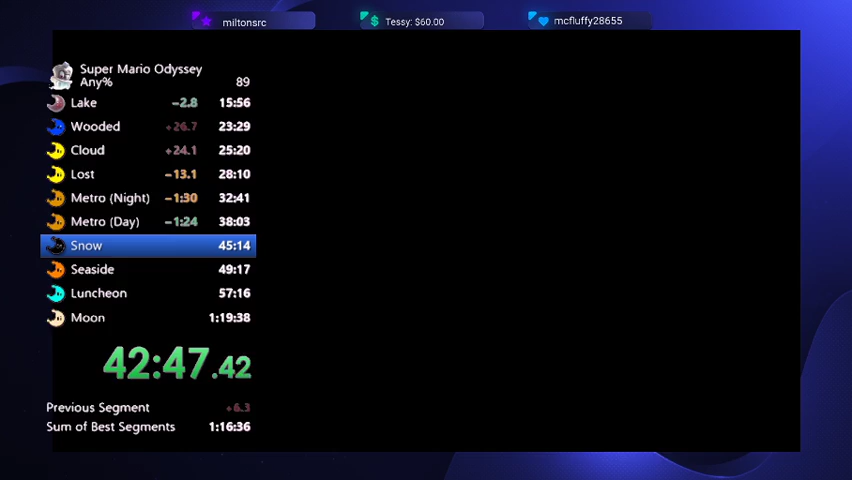 miltonsrc
Tessy: $60.00
mcfluffy28655
Super Mario Odyssey
Any% 89
Lake −2.8 15:56
Wooded +26.7 23:29
Cloud +24.1 25:20
Lost −13.1 28:10
Metro (Night) −1:30 32:41
Metro (Day) −1:24 38:03
Snow 45:14
Seaside 49:17
Luncheon 57:16
Moon 1:19:38
42:47.42
Previous Segment +6.3
Sum of Best Segments 1:16:36